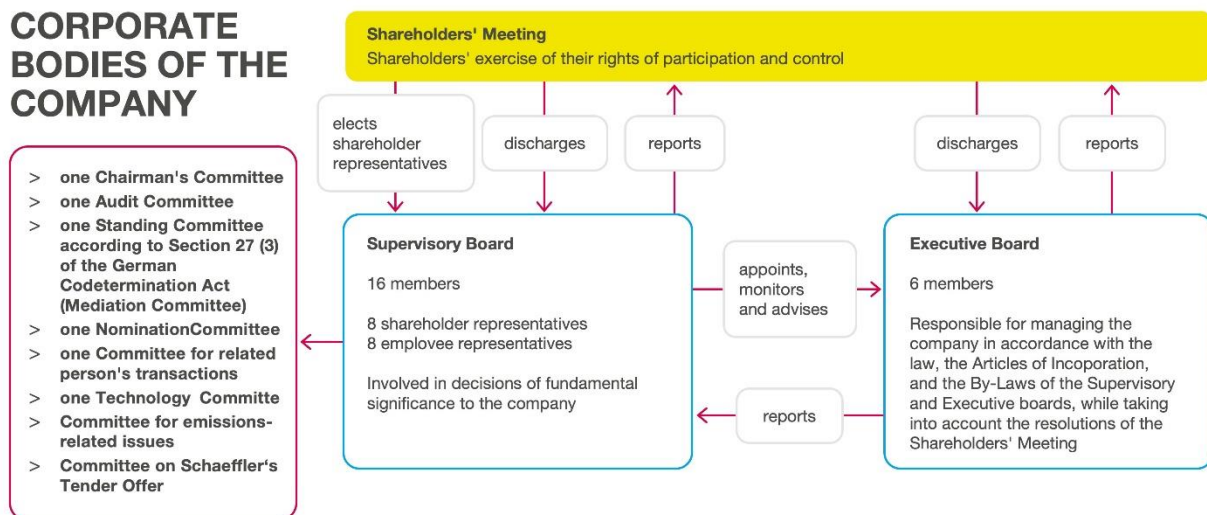 CORPORATE
BODIES OF THE
COMPANY
Shareholders' Meeting
Shareholders' exercise of their rights of participation and control
elects
shareholder
representatives
discharges
reports
discharges
reports
> one Chairman's Committee
> one Audit Committee
> one Standing Committee
according to Section 27 (3)
of the German
Codetermination Act
(Mediation Committee)
> one NominationCommittee
> one Committee for related
person's transactions
> one Technology Committe
> Committee for emissions-
related issues
> Committee on Schaeffler‘s
Tender Offer
Supervisory Board
16 members
8 shareholder representatives
8 employee representatives
Involved in decisions of fundamental
significance to the company
appoints,
monitors
and advises
reports
Executive Board
6 members
Responsible for managing the
company in accordance with the
law, the Articles of Incoporation,
and the By-Laws of the Supervisory
and Executive boards, while taking
into account the resolutions of the
Shareholders' Meeting